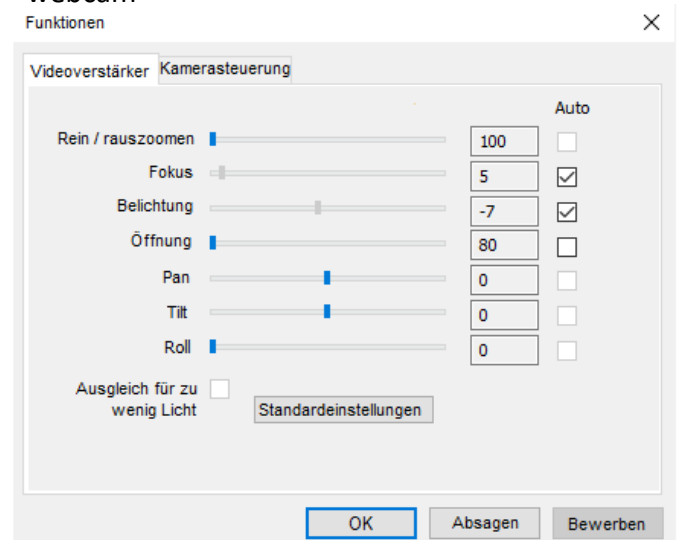 Funktionen
Videoverstärker Kamerasteuerung
Auto
Rein / rauszoomen 100
Fokus 5
Belichtung -7
Öffnung 80
Pan 0
Tilt 0
Roll 0
Ausgleich für zu
wenig Licht Standardeinstellungen
OK Absagen Bewerben